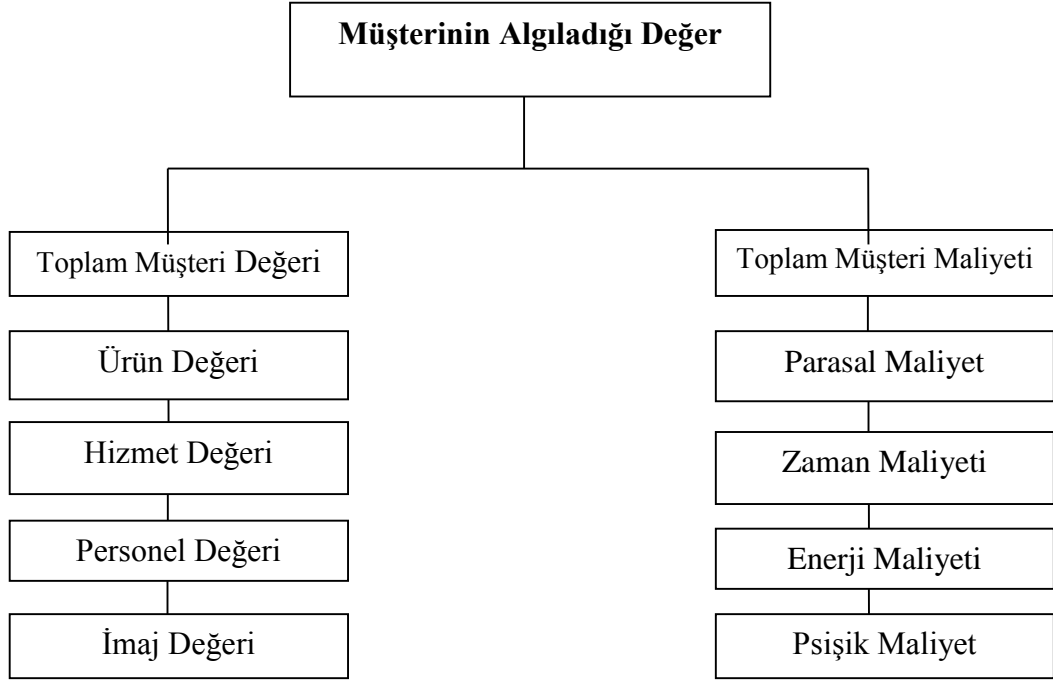 Müşterinin Algıladığı Değer
Toplam Müşteri Değeri
Ürün Değeri
Hizmet Değeri
Personel Değeri
İmaj Değeri
Toplam Müşteri Maliyeti
Parasal Maliyet
Zaman Maliyeti
Enerji Maliyeti
Psişik Maliyet